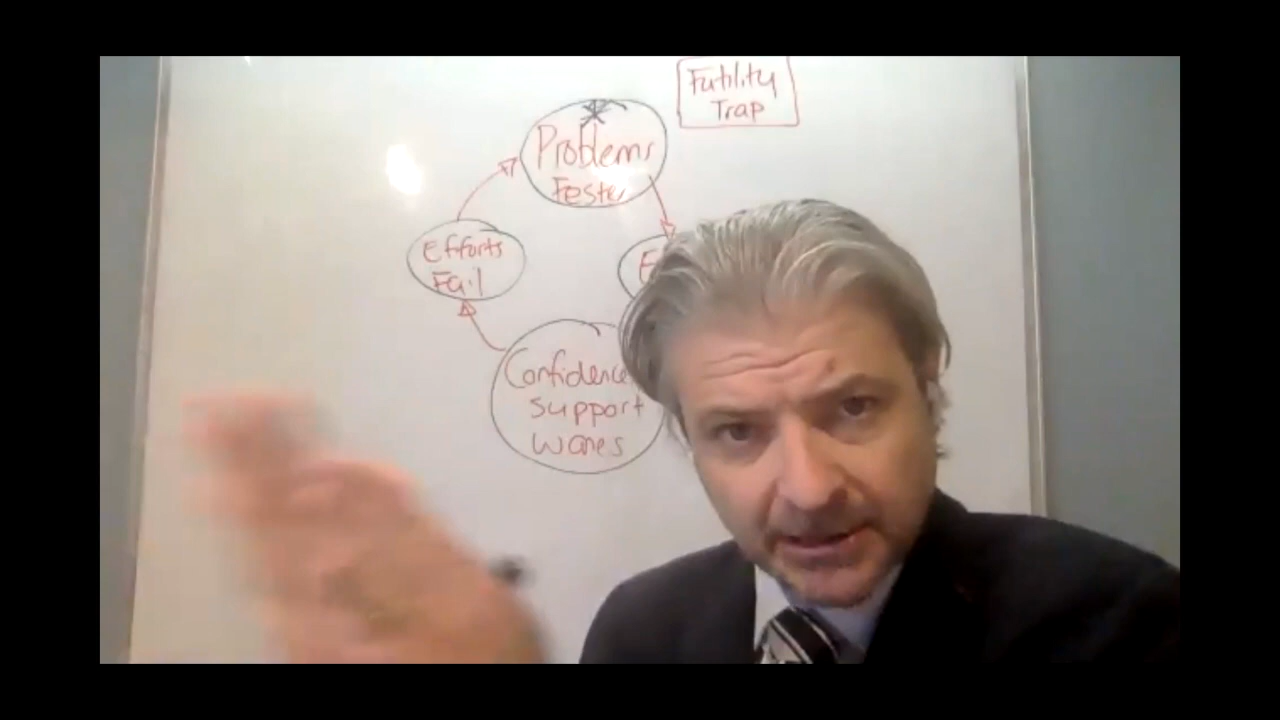 Futility
Trap
Problems
Fester
Efforts
Fail
Confidence
Support
Wanes